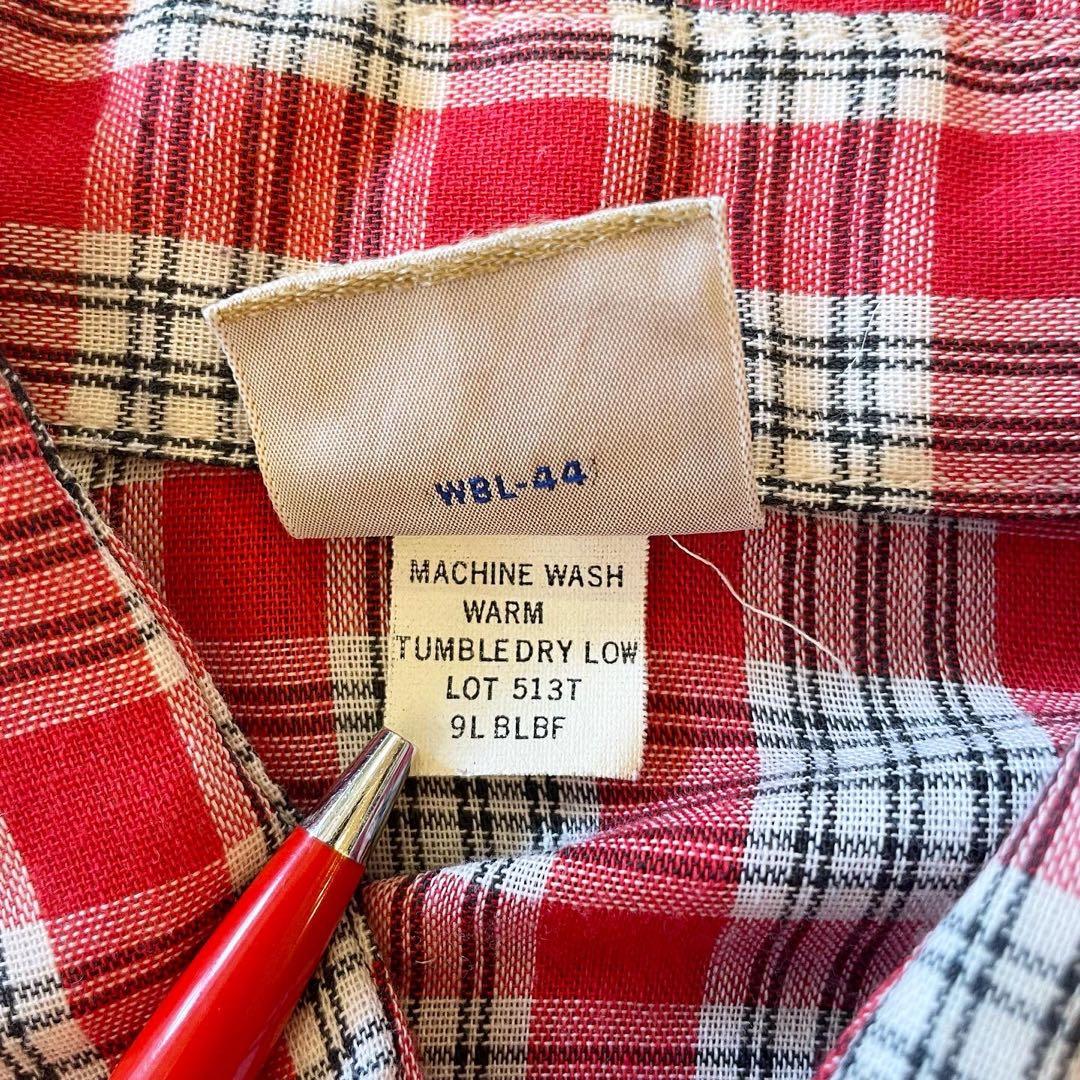 WBL-44
MACHINE WASH
WARM
TUMBLE DRY LOW
LOT 513T
9L BLBF